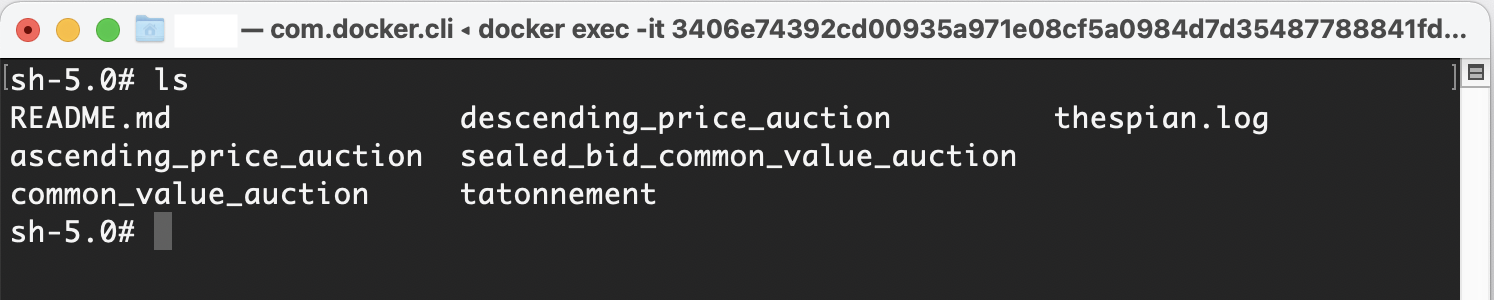 — com.docker.cli ◂ docker exec -it 3406e74392cd00935a971e08cf5a0984d7d35487788841fd...
[sh-5.0# ls ]
README.md descending_price_auction thespian.log
ascending_price_auction sealed_bid_common_value_auction
common_value_auction tatonnement
sh-5.0#